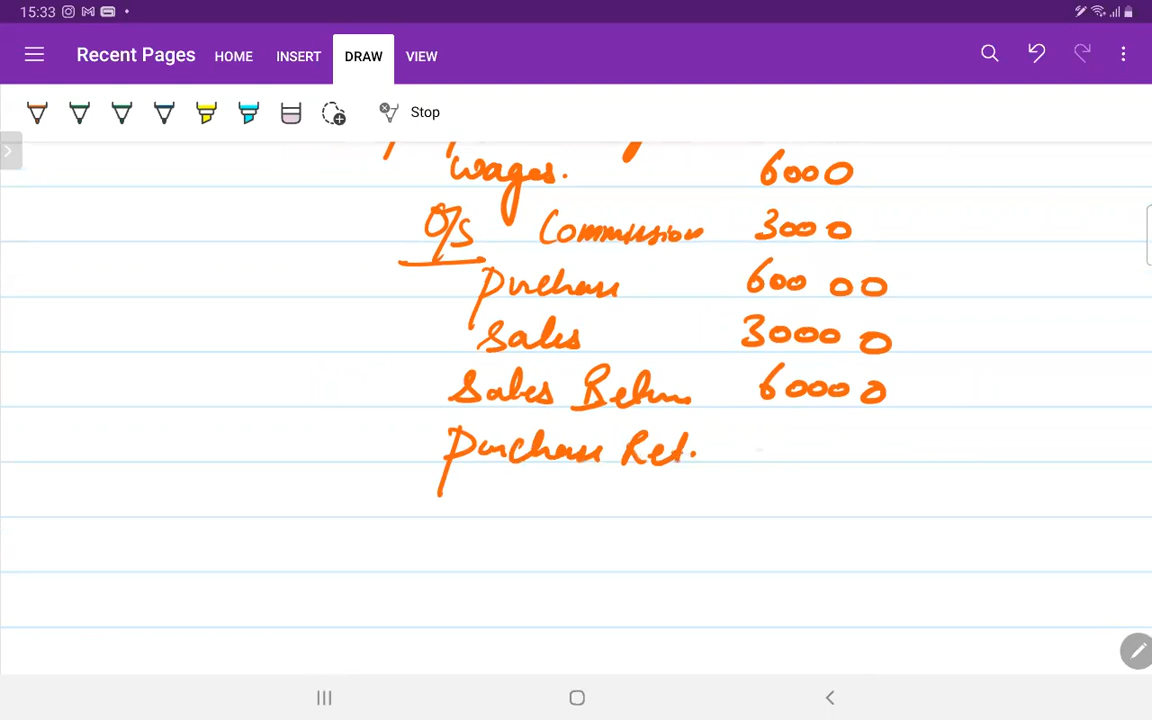 15:33
Recent Pages HOME INSERT DRAW VIEW
Stop
wages. 6000
O/S Commission 3000
purchase 60000
Sales 30000
Sales Return 60000
purchase Ret.